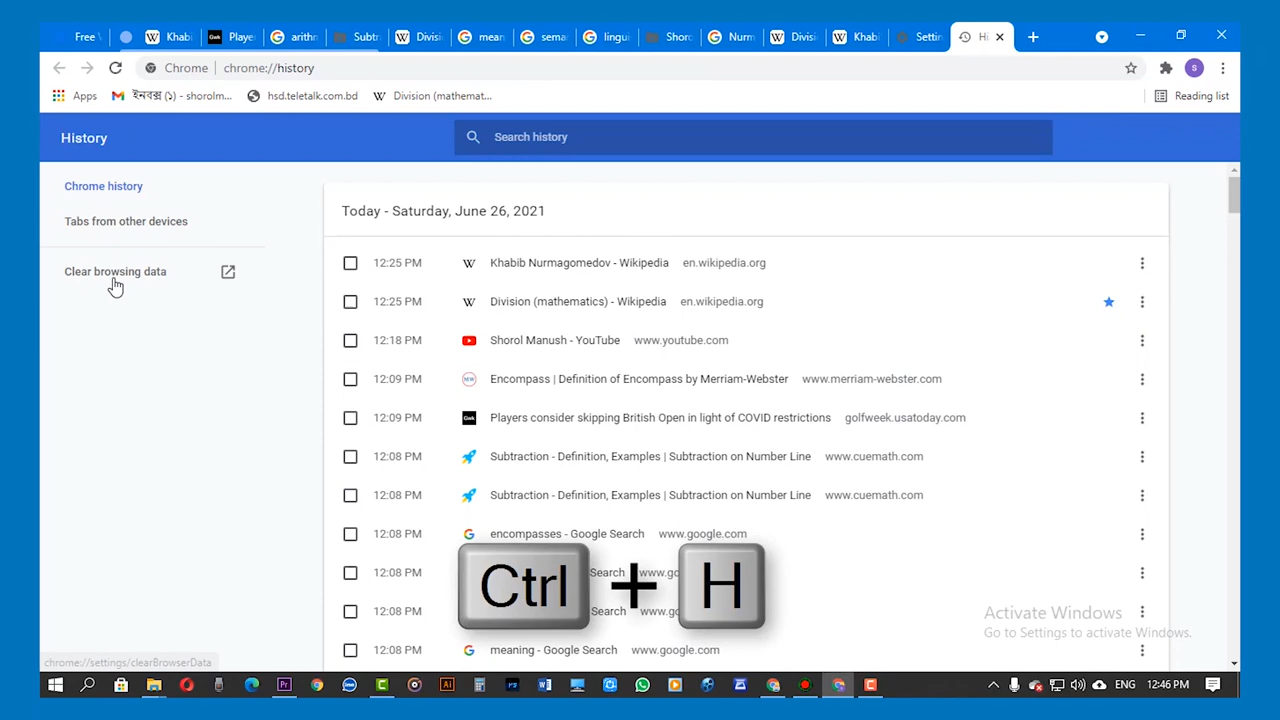 Free
Khabi
Playe
arithm
Subtr
Divisi
mean
sema
lingui
Shoro
Nurm
Divisi
Khabi
Settin
Hi
Chrome
chrome://history
S
Apps
ইনবক্স (১) - shorolm...
hsd.teletalk.com.bd
Division (mathemat...
Reading list
History
Search history
Chrome history
Tabs from other devices
Clear browsing data
Today - Saturday, June 26, 2021
12:25 PM Khabib Nurmagomedov - Wikipedia en.wikipedia.org
12:25 PM Division (mathematics) - Wikipedia en.wikipedia.org
12:18 PM Shorol Manush - YouTube www.youtube.com
12:09 PM Encompass | Definition of Encompass by Merriam-Webster www.merriam-webster.com
12:09 PM Players consider skipping British Open in light of COVID restrictions golfweek.usatoday.com
12:08 PM Subtraction - Definition, Examples | Subtraction on Number Line www.cuemath.com
12:08 PM Subtraction - Definition, Examples | Subtraction on Number Line www.cuemath.com
12:08 PM encompasses - Google Search www.google.com
12:08 PM Search www.go
12:08 PM Search www.go
12:08 PM meaning - Google Search www.google.com
Ctrl + H
Activate Windows
Go to Settings to activate Windows.
chrome://settings/clearBrowserData
ENG
12:46 PM